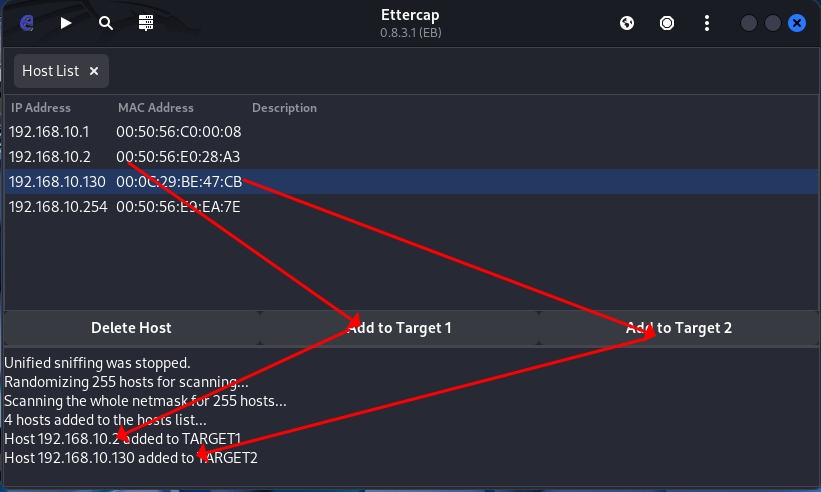 Ettercap
0.8.3.1 (EB)
Host List ×
IP Address MAC Address Description
192.168.10.1 00:50:56:C0:00:08
192.168.10.2 00:50:56:E0:28:A3
192.168.10.130 00:0C:29:BE:47:CB
192.168.10.254 00:50:56:E9:EA:7E
Delete Host Add to Target 1 Add to Target 2
Unified sniffing was stopped.
Randomizing 255 hosts for scanning...
Scanning the whole netmask for 255 hosts...
4 hosts added to the hosts list...
Host 192.168.10.2 added to TARGET1
Host 192.168.10.130 added to TARGET2